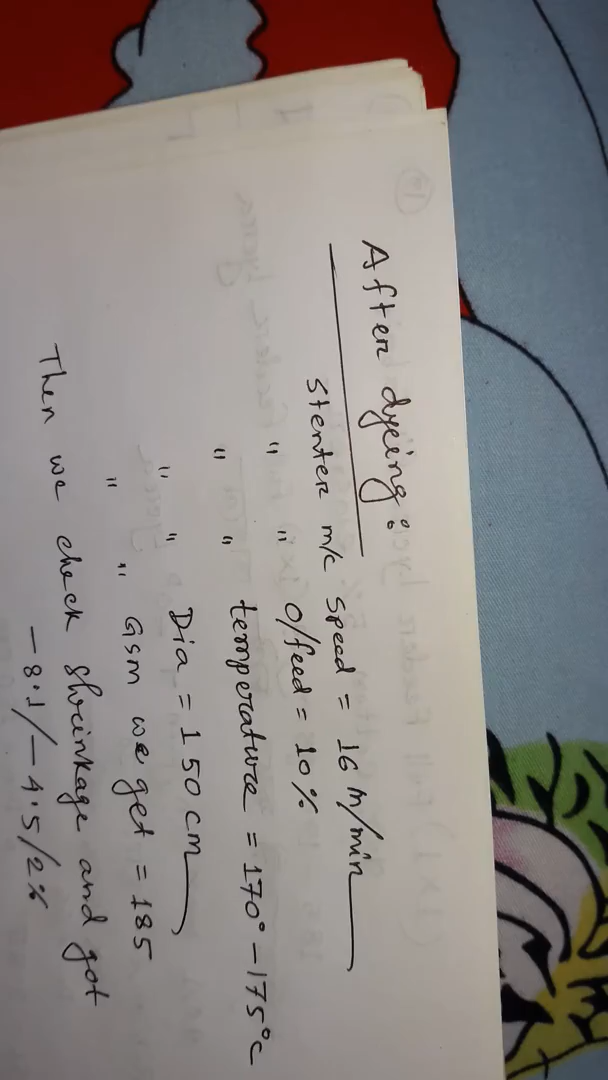 After dyeing:
Stenter m/c speed = 16 m/min
" " o/feed = 10%
" " temperature = 170° - 175°c
" " Dia = 150 cm
" " Gsm we get = 185
Then we check shrinkage and got
- 8.1/- 4.5/2%